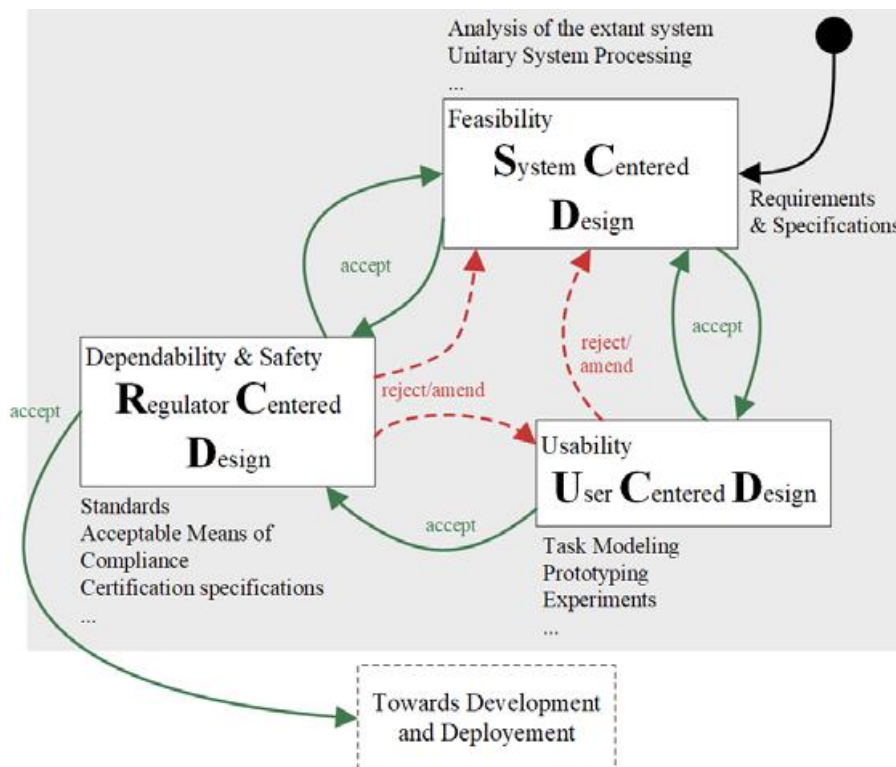 Analysis of the extant system
Unitary System Processing
...
Feasibility
System Centered
Design
Requirements
& Specifications
accept
accept
reject/
amend
Dependability & Safety
Regulator Centered
Design
reject/amend
accept
Usability
User Centered Design
accept
Standards
Acceptable Means of
Compliance
Certification specifications
...
Task Modeling
Prototyping
Experiments
...
Towards Development
and Deployement